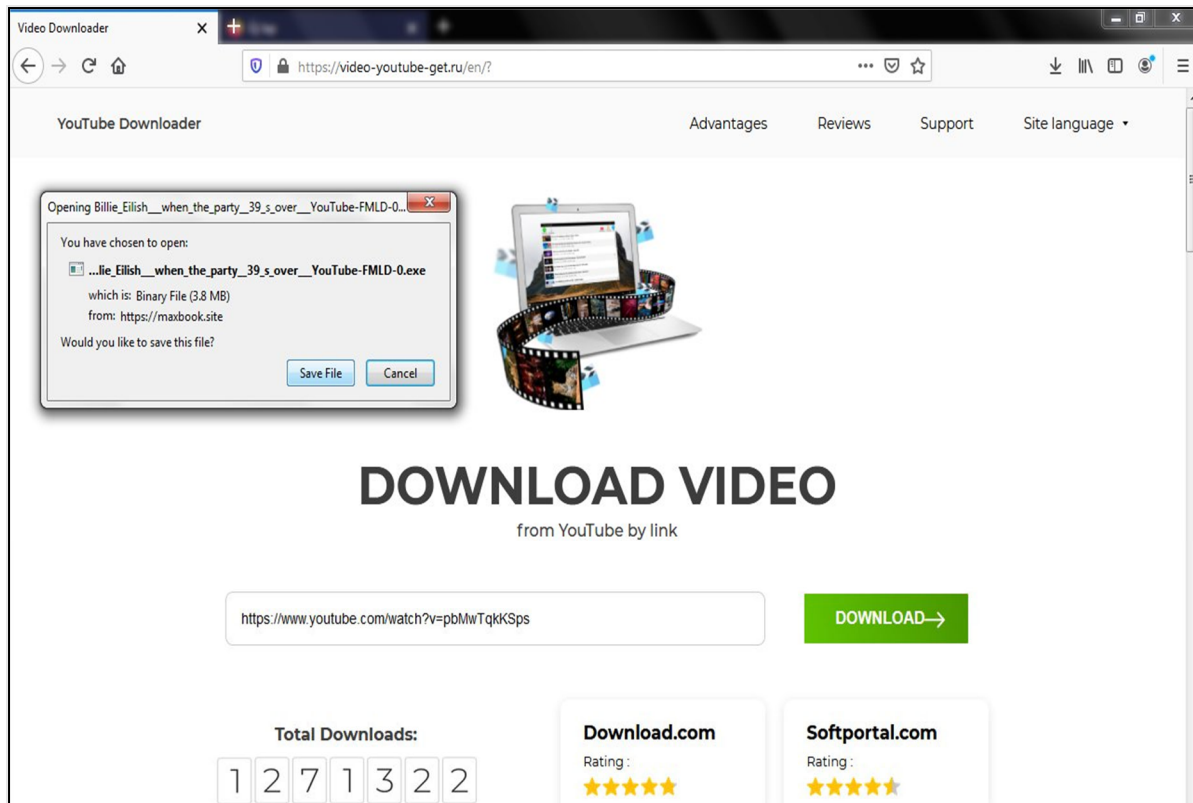 Video Downloader
https://video-youtube-get.ru/en/?
YouTube Downloader
Advantages
Reviews
Support
Site language
Opening Billie_Eilish__when_the_party__39_s_over__YouTube-FMLD-0...
You have chosen to open:
...lie_Eilish__when_the_party__39_s_over__YouTube-FMLD-0.exe
which is: Binary File (3.8 MB)
from: https://maxbook.site
Would you like to save this file?
Save File
Cancel
DOWNLOAD VIDEO
from YouTube by link
https://www.youtube.com/watch?v=pbMwTqkKSps
DOWNLOAD→
Total Downloads:
1271322
Download.com
Rating :
Softportal.com
Rating :